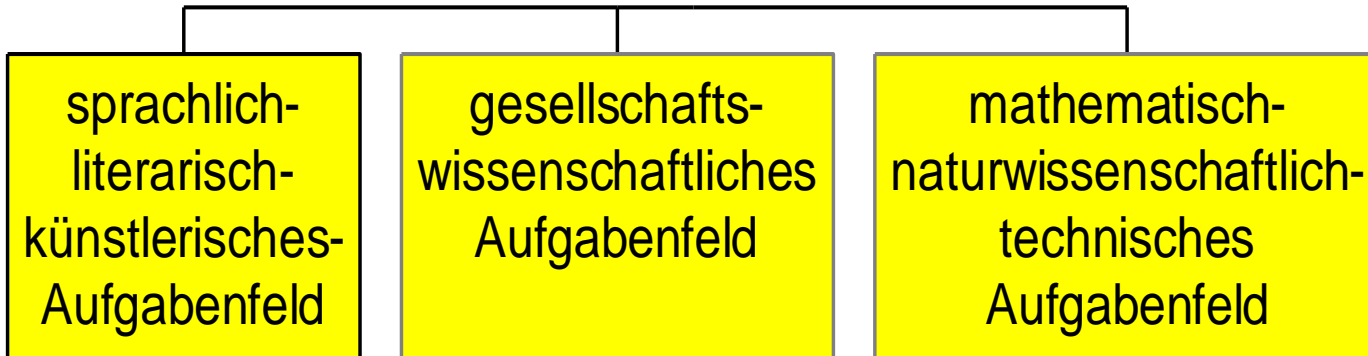 sprachlich-
literarisch-
künstlerisches-
Aufgabenfeld
gesellschafts-
wissenschaftliches
Aufgabenfeld
mathematisch-
naturwissenschaftlich-
technisches
Aufgabenfeld